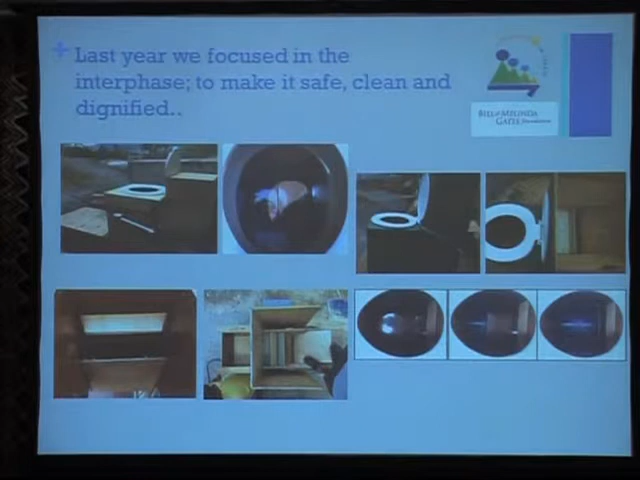 Last year we focused in the
interphase; to make it safe, clean and
dignified..
BILL & MELINDA
GATES foundation